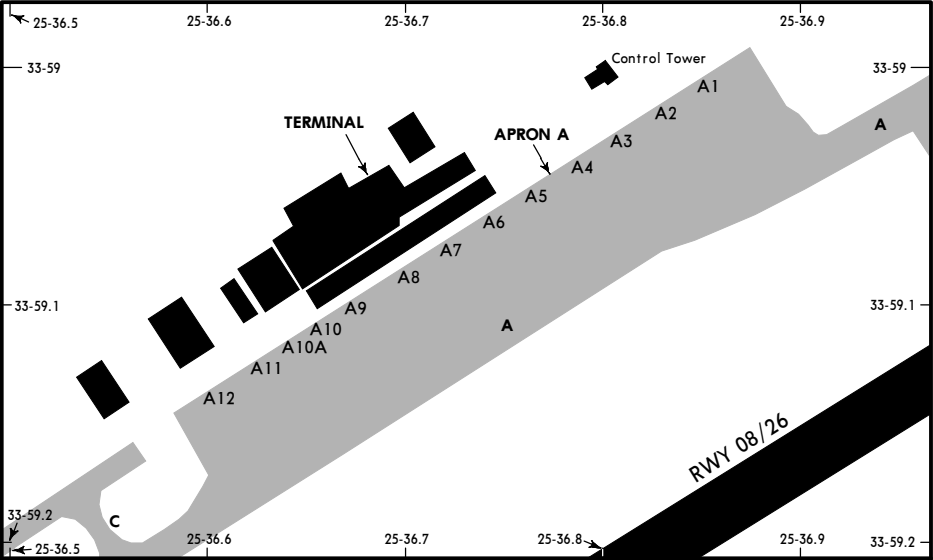 25-36.5
25-36.6
25-36.7
25-36.8
25-36.9
33-59
33-59
Control Tower
A1
A2
TERMINAL
APRON A
A
A3
A4
A5
A6
A7
A8
33-59.1
33-59.1
A9
A10
A
A10A
A11
A12
RWY 08/26
33-59.2
C
25-36.5
25-36.6
25-36.7
25-36.8
25-36.9
33-59.2